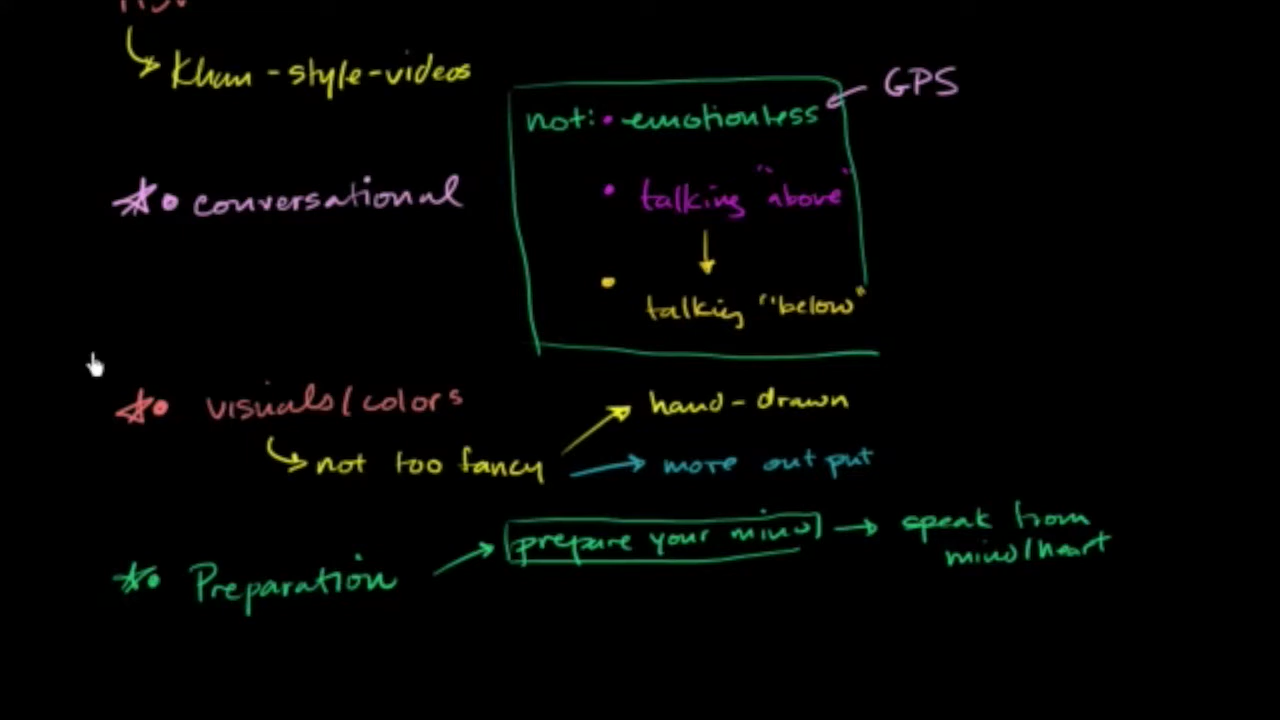 Khan-style-videos
GPS
not: • emotionless
• conversational
• talking "above"
• talking "below"
• visuals/colors
hand-drawn
not too fancy
more output
prepare your mind
speak from
mind/heart
• Preparation